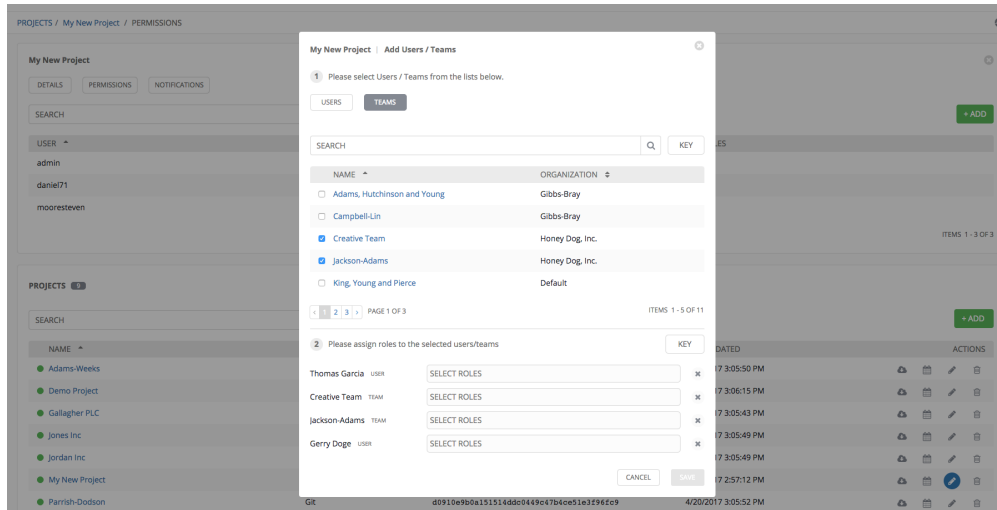 PROJECTS / My New Project / PERMISSIONS
My New Project
DETAILS PERMISSIONS NOTIFICATIONS
SEARCH
+ ADD
USER
admin
daniel71
mooresteven
ITEMS 1 - 3 OF 3
PROJECTS
SEARCH
+ ADD
NAME ACTIONS
Adams-Weeks 3:05:50 PM
Demo Project 3:06:15 PM
Gallagher PLC 3:05:43 PM
Jones Inc 3:05:49 PM
Jordan Inc 3:05:49 PM
My New Project 2:57:12 PM
Parrish-Dodson Git d0910e9b0a151514ddc0449c47b4ce51e3f96fc9 4/20/2017 3:05:52 PM
My New Project | Add Users / Teams
1 Please select Users / Teams from the lists below.
USERS TEAMS
SEARCH KEY
NAME ORGANIZATION
Adams, Hutchinson and Young Gibbs-Bray
Campbell-Lin Gibbs-Bray
Creative Team Honey Dog, Inc.
Jackson-Adams Honey Dog, Inc.
King, Young and Pierce Default
< 1 2 3 > PAGE 1 OF 3 ITEMS 1 - 5 OF 11
2 Please assign roles to the selected users/teams KEY
Thomas Garcia USER SELECT ROLES
Creative Team TEAM SELECT ROLES
Jackson-Adams TEAM SELECT ROLES
Gerry Doge USER SELECT ROLES
CANCEL SAVE